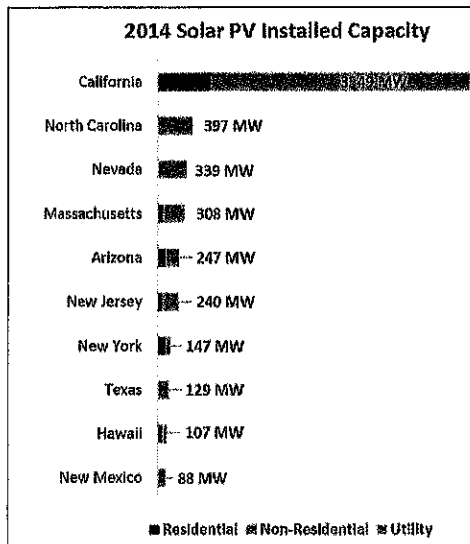 2014 Solar PV Installed Capacity
California
North Carolina 397 MW
Nevada 339 MW
Massachusetts 308 MW
Arizona 247 MW
New Jersey 240 MW
New York 147 MW
Texas 129 MW
Hawaii 107 MW
New Mexico 88 MW
Residential Non-Residential Utility